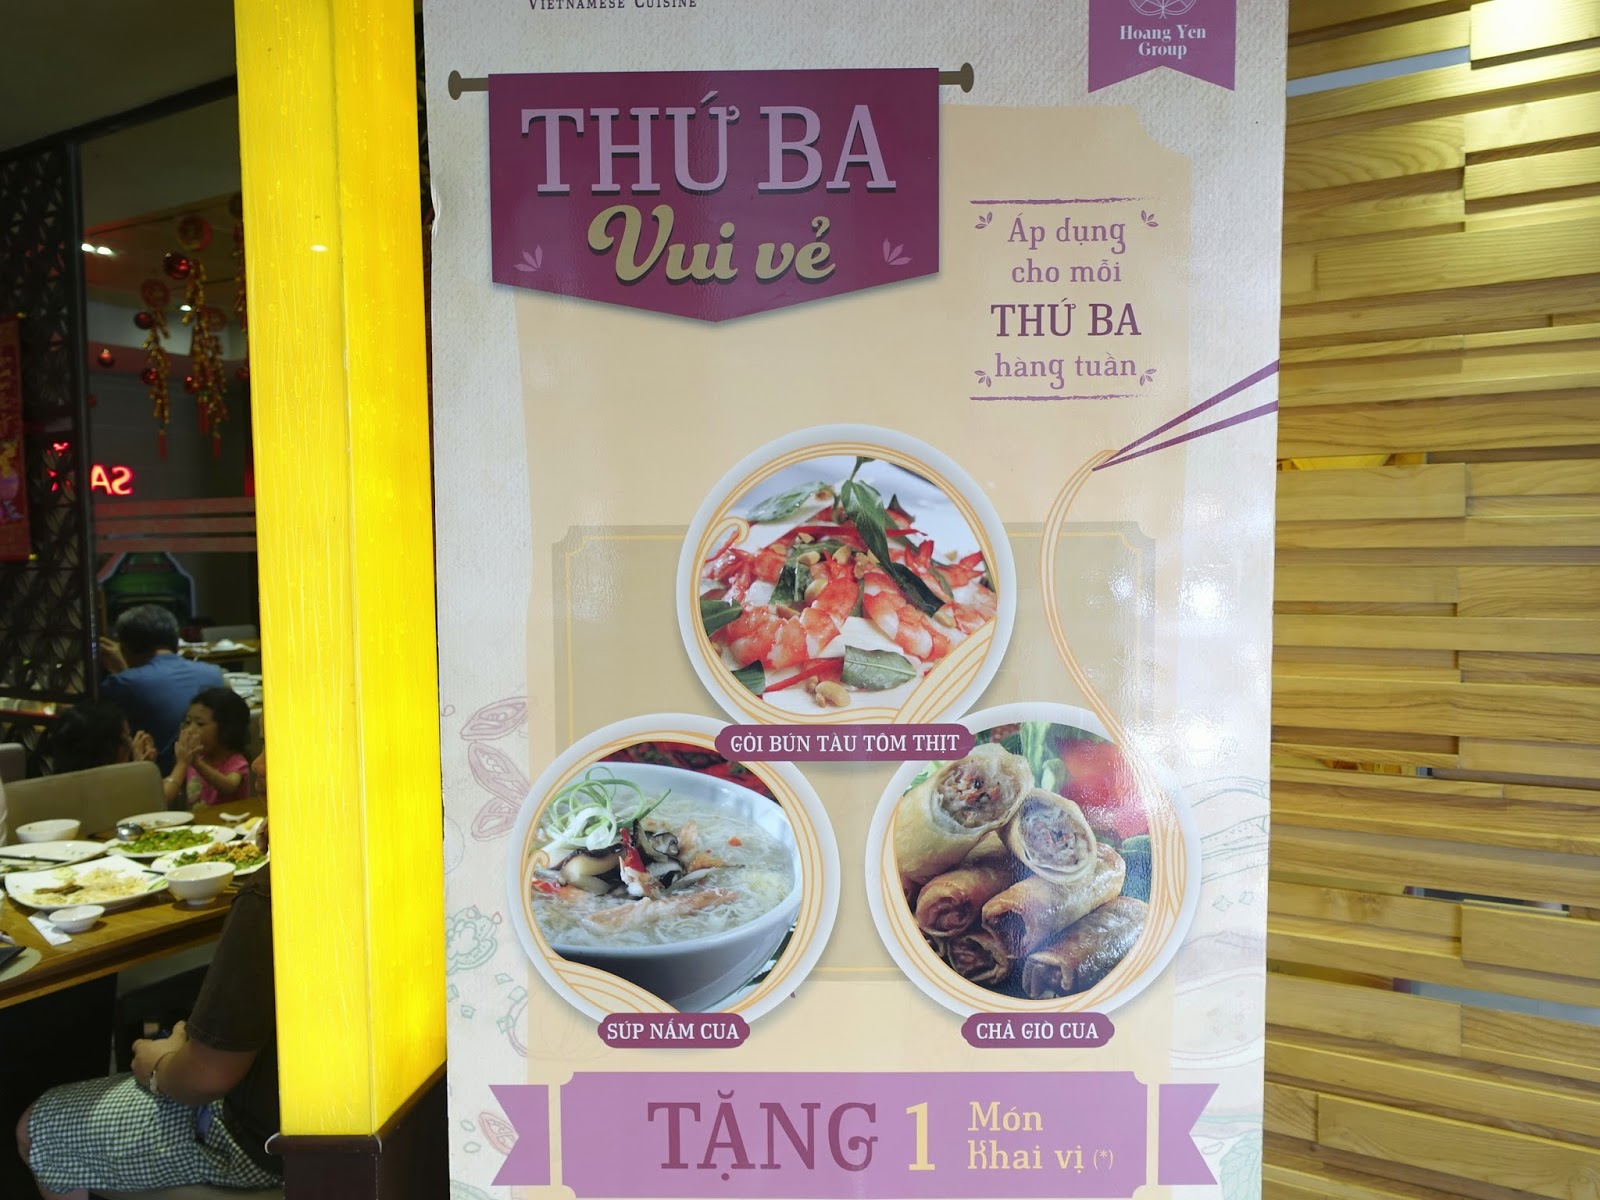 VIETNAMESE CUISINE
Hoang Yen
Group
THỨ BA
Vui vẻ
Áp dụng
cho mỗi
THỨ BA
hàng tuần
SA
GỎI BÚN TÀU TÔM THỊT
SÚP NẤM CUA
CHẢ GIÒ CUA
TẶNG 1 Món
Khai vị (*)